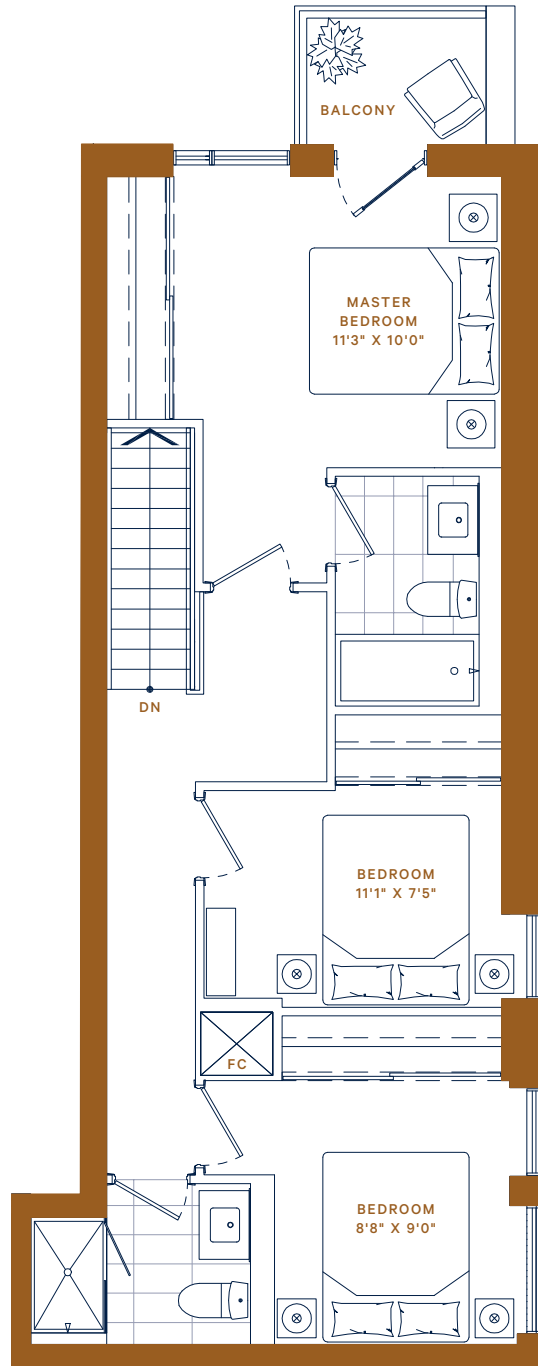 BALCONY
MASTER
BEDROOM
11'3" X 10'0"
DN
BEDROOM
11'1" X 7'5"
FC
BEDROOM
8'8" X 9'0"